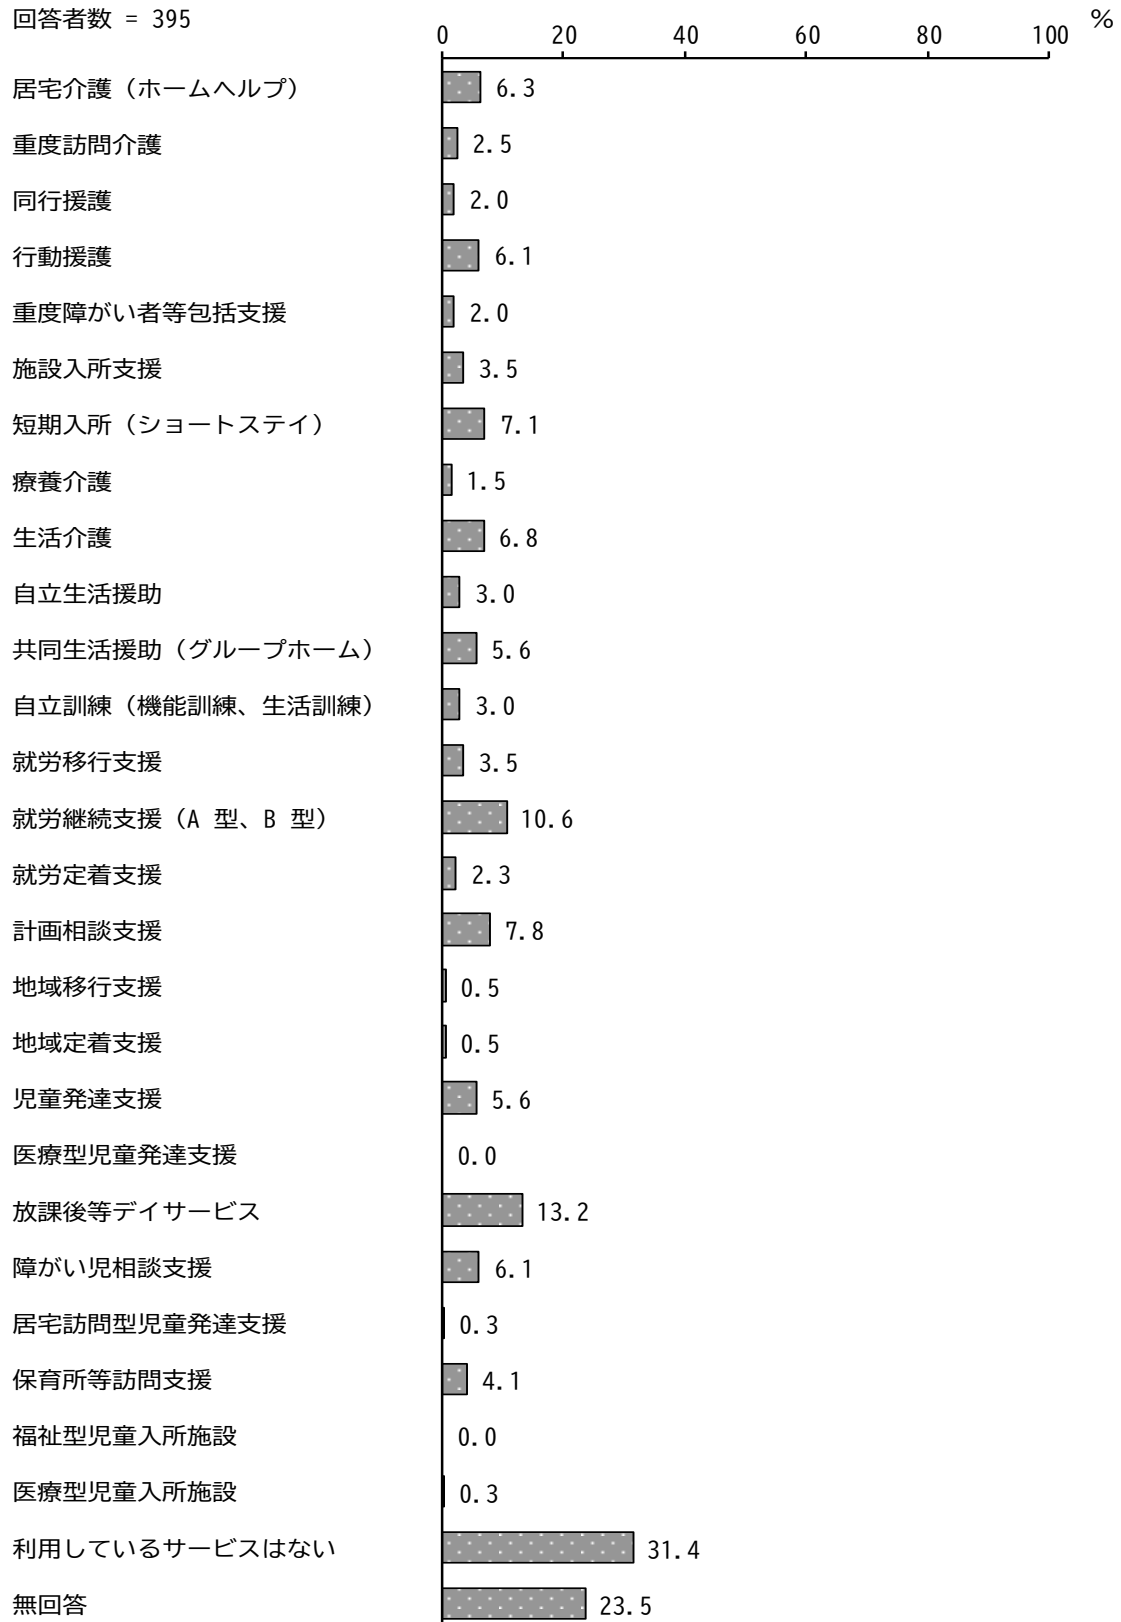 回答者数 = 395
0 20 40 60 80 100 %
居宅介護（ホームヘルプ） 6.3
重度訪問介護 2.5
同行援護 2.0
行動援護 6.1
重度障がい者等包括支援 2.0
施設入所支援 3.5
短期入所（ショートステイ） 7.1
療養介護 1.5
生活介護 6.8
自立生活援助 3.0
共同生活援助（グループホーム） 5.6
自立訓練（機能訓練、生活訓練） 3.0
就労移行支援 3.5
就労継続支援（A 型、B 型） 10.6
就労定着支援 2.3
計画相談支援 7.8
地域移行支援 0.5
地域定着支援 0.5
児童発達支援 5.6
医療型児童発達支援 0.0
放課後等デイサービス 13.2
障がい児相談支援 6.1
居宅訪問型児童発達支援 0.3
保育所等訪問支援 4.1
福祉型児童入所施設 0.0
医療型児童入所施設 0.3
利用しているサービスはない 31.4
無回答 23.5